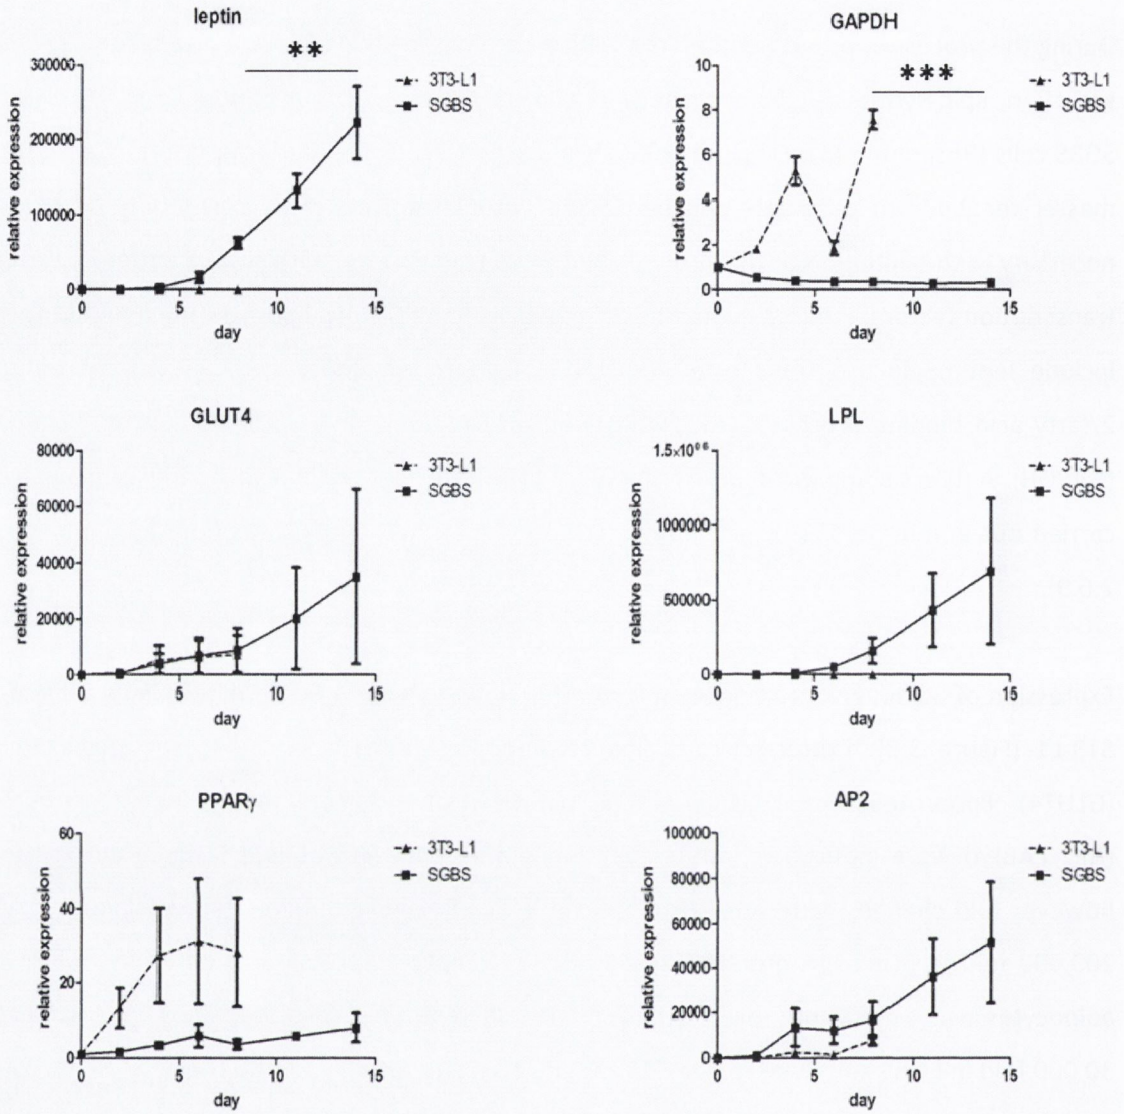 leptin
**
300000
200000
100000
0
0 5 10 15
relative expression
day
3T3-L1
SGBS
GAPDH
***
10
8
6
4
2
0
0 5 10 15
relative expression
day
3T3-L1
SGBS
GLUT4
80000
60000
40000
20000
0
0 5 10 15
relative expression
day
3T3-L1
SGBS
LPL
1.5×10⁰⁶
1000000
500000
0
0 5 10 15
relative expression
day
3T3-L1
SGBS
PPARγ
60
40
20
0
0 5 10 15
relative expression
day
3T3-L1
SGBS
AP2
100000
80000
60000
40000
20000
0
0 5 10 15
relative expression
day
3T3-L1
SGBS